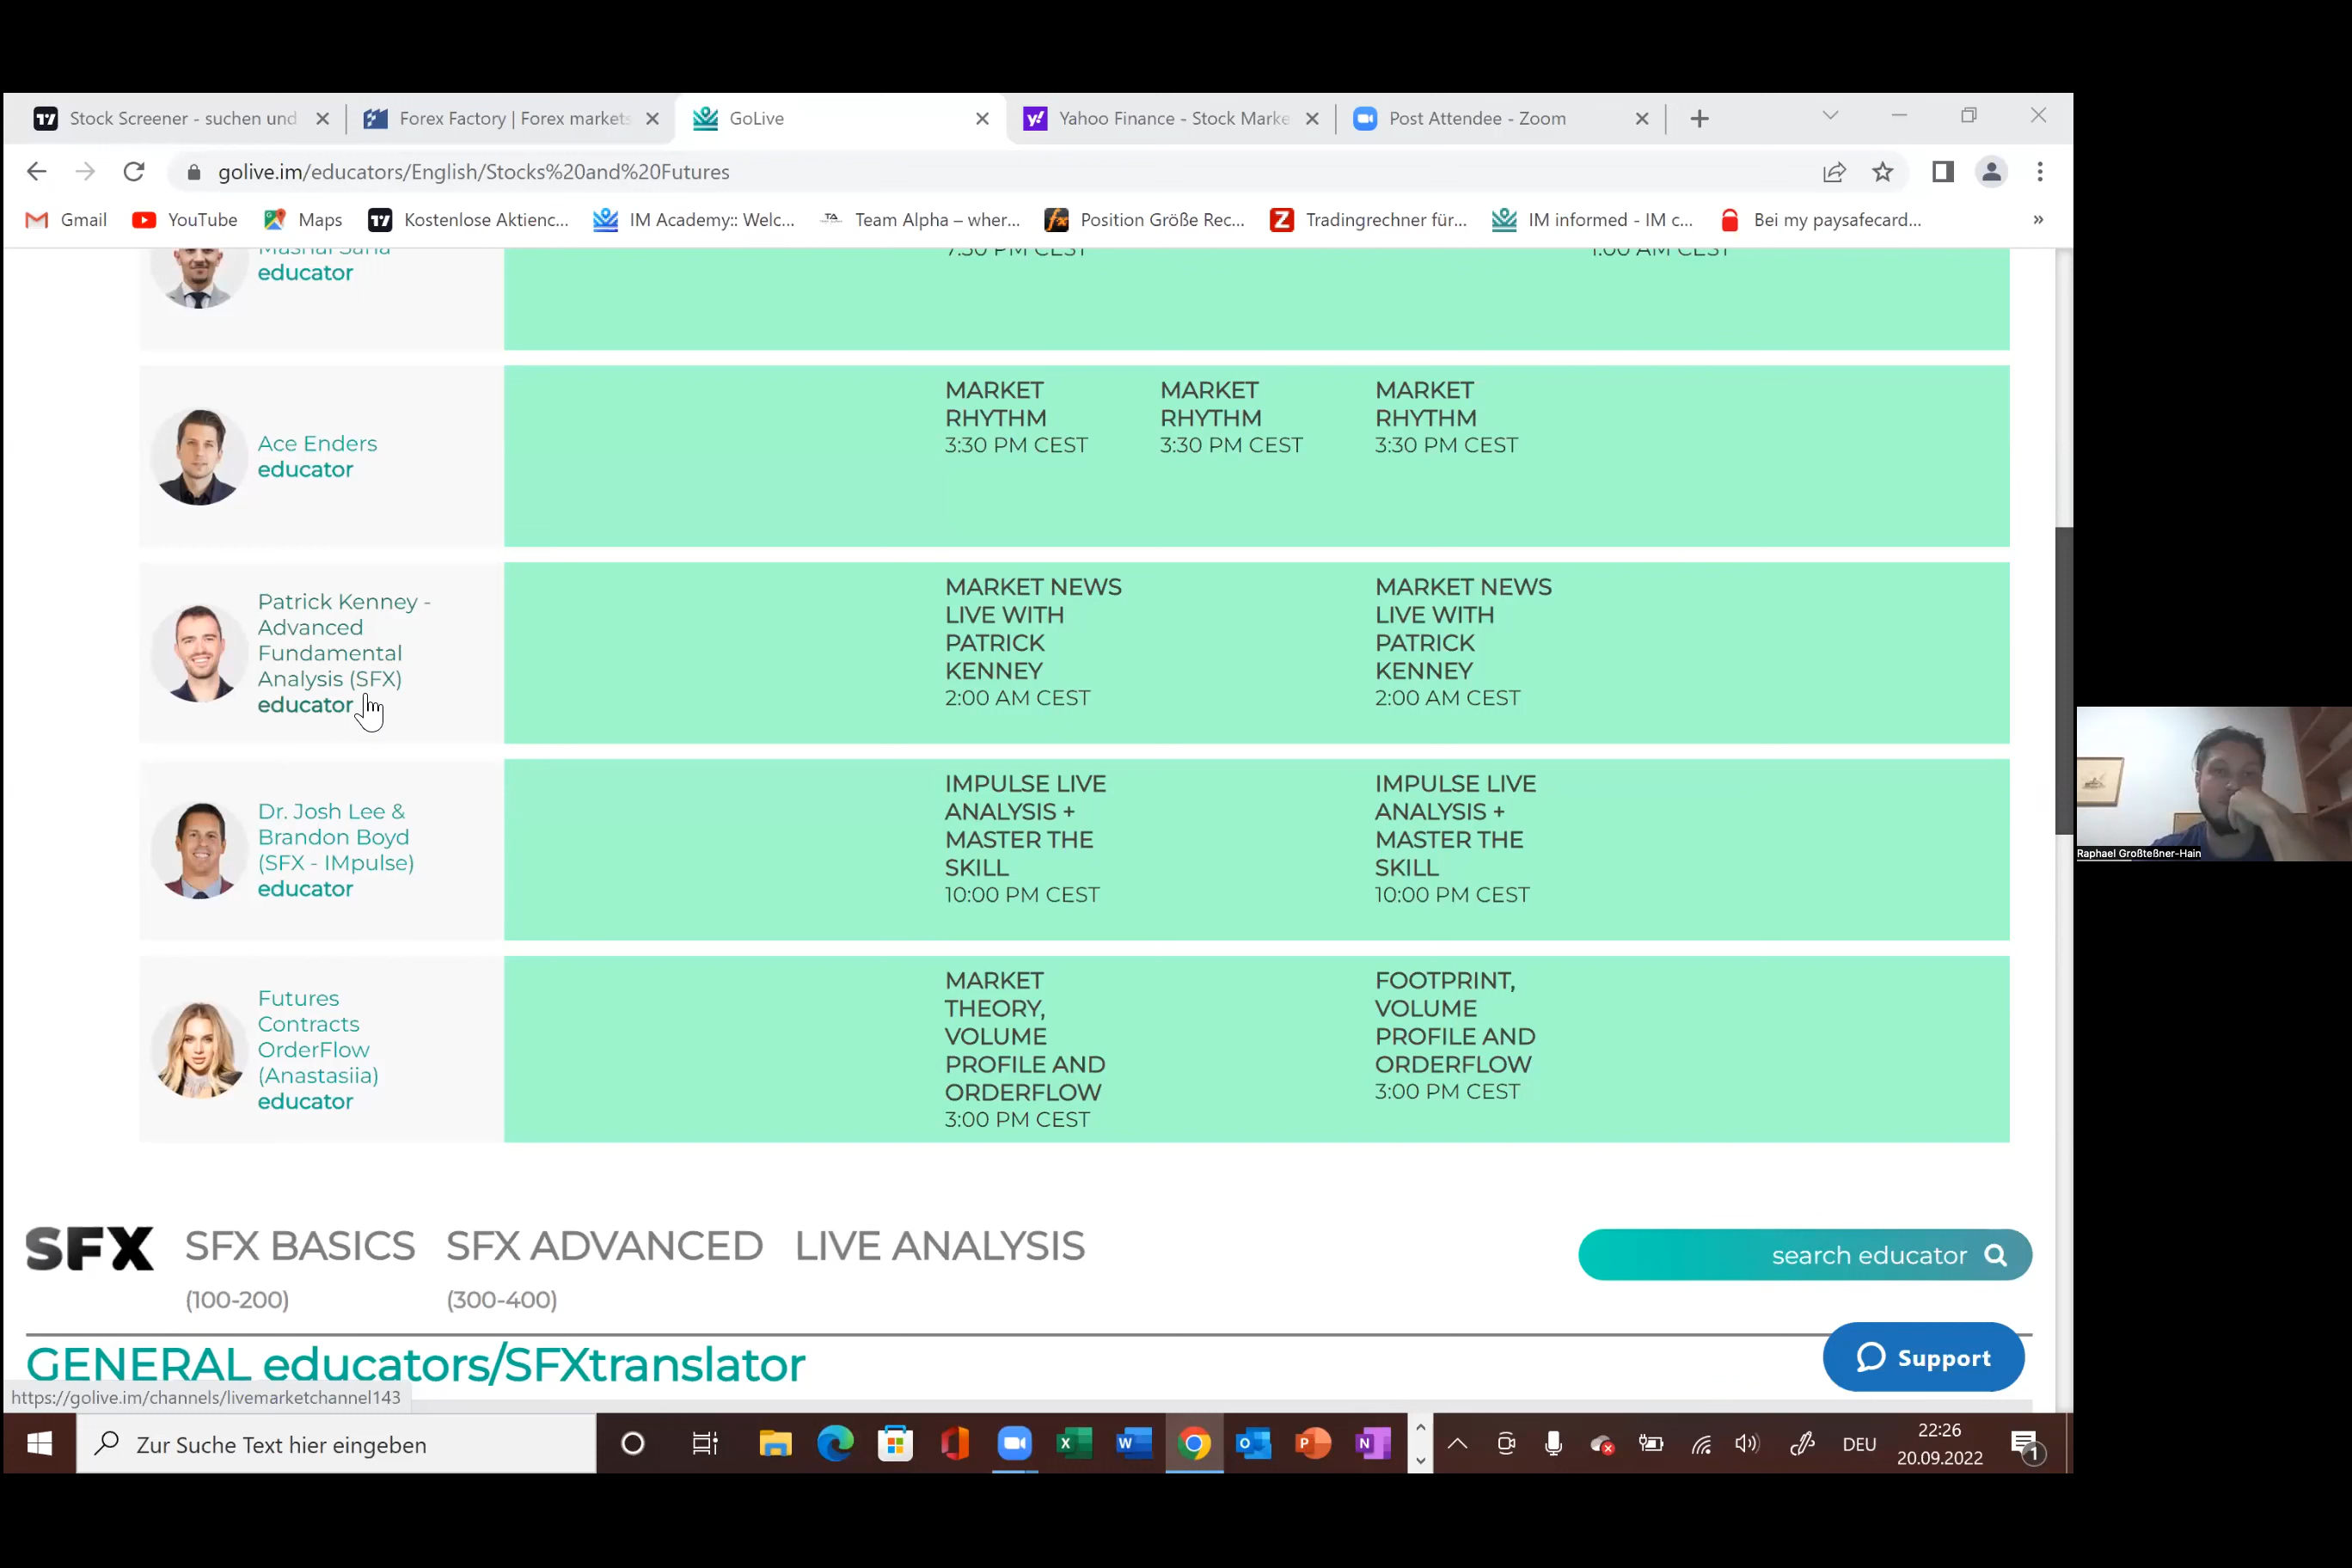 Stock Screener - suchen und
Forex Factory | Forex markets
GoLive
Yahoo Finance - Stock Marke
Post Attendee - Zoom
golive.im/educators/English/Stocks%20and%20Futures
Gmail
YouTube
Maps
Kostenlose Aktienc...
IM Academy:: Welc...
Team Alpha – wher...
Position Größe Rec...
Tradingrechner für...
IM informed - IM c...
Bei my paysafecard...
»
educator
7:30 PM CEST
1:00 AM CEST
Ace Enders
educator
MARKET
RHYTHM
3:30 PM CEST
MARKET
RHYTHM
3:30 PM CEST
MARKET
RHYTHM
3:30 PM CEST
Patrick Kenney -
Advanced
Fundamental
Analysis (SFX)
educator
MARKET NEWS
LIVE WITH
PATRICK
KENNEY
2:00 AM CEST
MARKET NEWS
LIVE WITH
PATRICK
KENNEY
2:00 AM CEST
Dr. Josh Lee &
Brandon Boyd
(SFX - IMpulse)
educator
IMPULSE LIVE
ANALYSIS +
MASTER THE
SKILL
10:00 PM CEST
IMPULSE LIVE
ANALYSIS +
MASTER THE
SKILL
10:00 PM CEST
Futures
Contracts
OrderFlow
(Anastasiia)
educator
MARKET
THEORY,
VOLUME
PROFILE AND
ORDERFLOW
3:00 PM CEST
FOOTPRINT,
VOLUME
PROFILE AND
ORDERFLOW
3:00 PM CEST
Raphael Großteßner-Hain
SFX
SFX BASICS
(100-200)
SFX ADVANCED
(300-400)
LIVE ANALYSIS
search educator
GENERAL educators/SFXtranslator
Support
https://golive.im/channels/livemarketchannel143
Zur Suche Text hier eingeben
DEU
22:26
20.09.2022
1